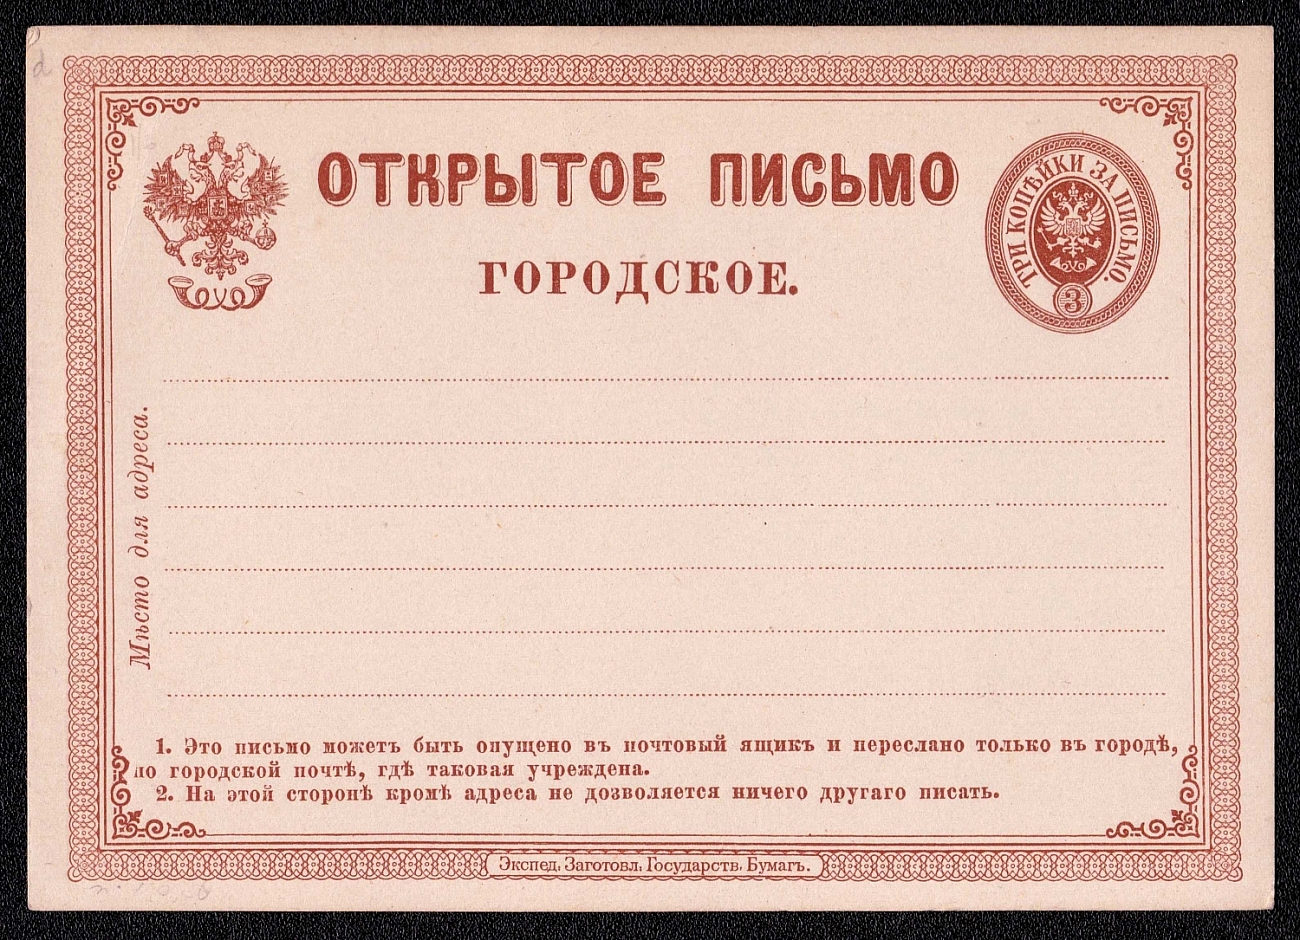 ОТКРЫТОЕ ПИСЬМО
ГОРОДСКОЕ.
ТРИ КОПѢЙКИ ЗА ПИСЬМО.
3
Мѣсто для адреса.
1. Это письмо можетъ быть опущено въ почтовый ящикъ и переслано только въ городѣ,
по городской почтѣ, гдѣ таковая учреждена.
2. На этой сторонѣ кромѣ адреса не дозволяется ничего другаго писать.
Экспед. Заготовл. Государств. Бумагъ.